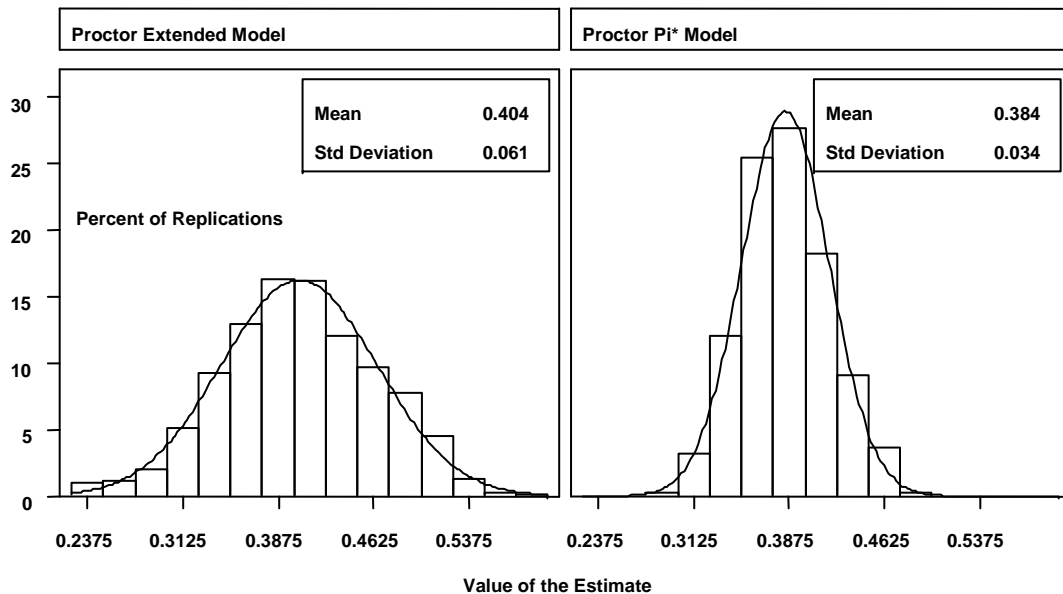 Proctor Extended Model
Proctor Pi* Model
Mean 0.404
Std Deviation 0.061
Mean 0.384
Std Deviation 0.034
Percent of Replications
30
25
20
15
10
5
0
0.2375 0.3125 0.3875 0.4625 0.5375
0.2375 0.3125 0.3875 0.4625 0.5375
Value of the Estimate